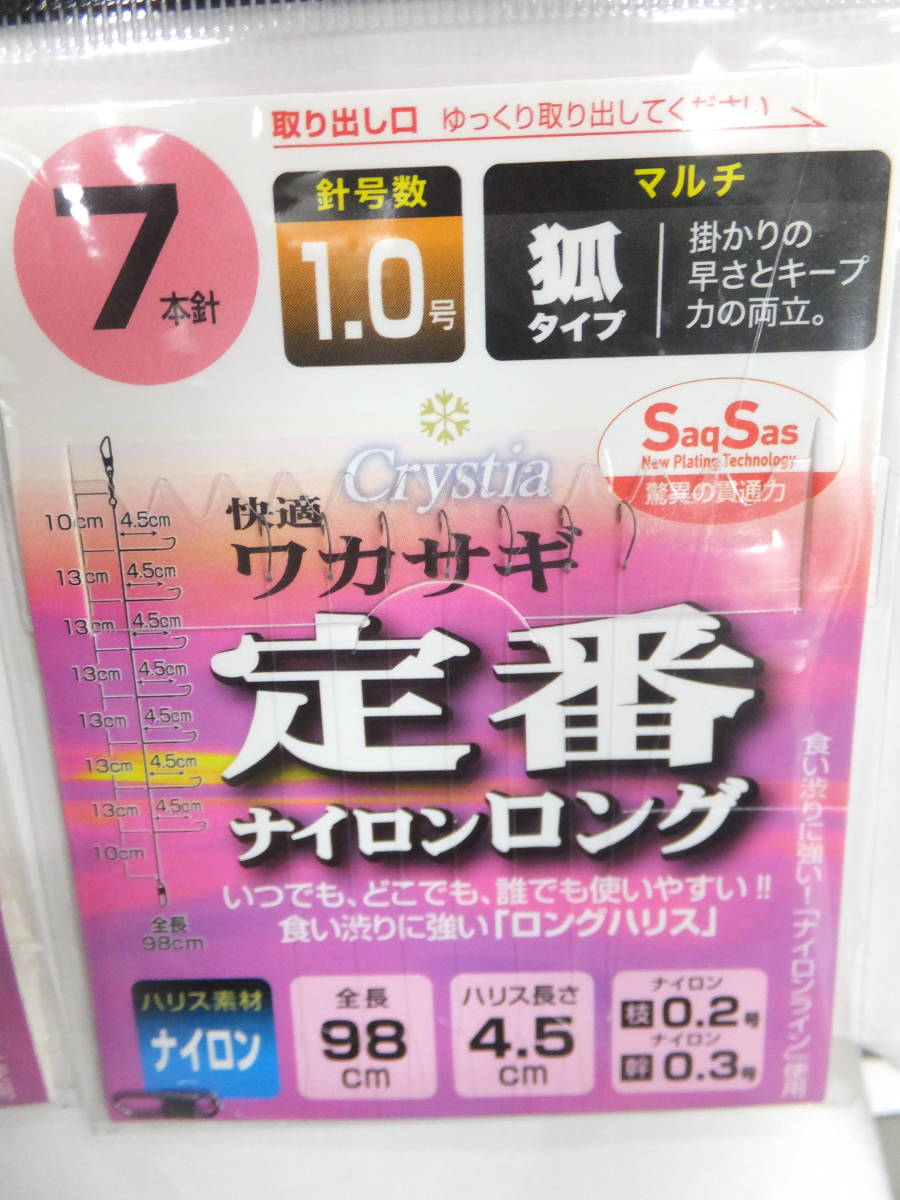 取り出し口 ゆっくり取り出してください
7本針
針号数
1.0号
マルチ
狐
タイプ
掛かりの
早さとキープ
力の両立。
SaqSas
New Plating Technology
驚異の貫通力
Crystia
快適
ワカサギ
定番
ナイロンロング
いつでも、どこでも、誰でも使いやすい!!
食い渋りに強い「ロングハリス」
食い渋りに強い!「ナイロンライン」使用
10cm 4.5cm
13cm 4.5cm
13cm 4.5cm
13cm 4.5cm
13cm 4.5cm
13cm 4.5cm
13cm 4.5cm
10cm
全長
98cm
ハリス素材
ナイロン
全長
98
cm
ハリス長さ
4.5
cm
ナイロン
枝 0.2号
ナイロン
幹 0.3号